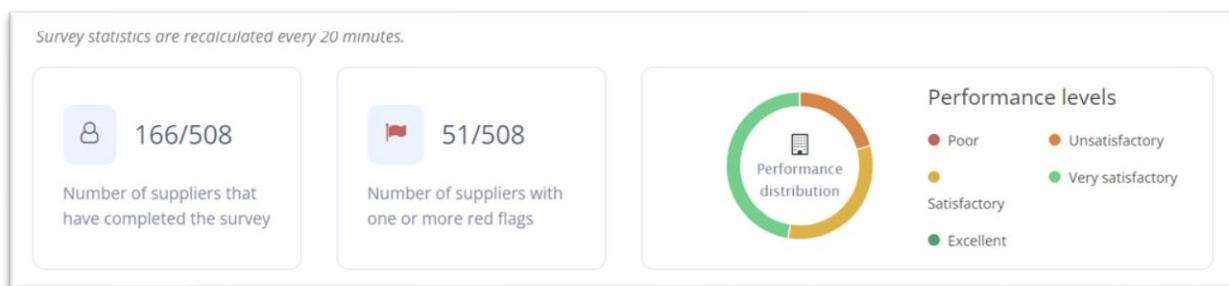 Survey statistics are recalculated every 20 minutes.
166/508
Number of suppliers that
have completed the survey
51/508
Number of suppliers with
one or more red flags
Performance
distribution
Performance levels
Poor
Unsatisfactory
Satisfactory
Very satisfactory
Excellent